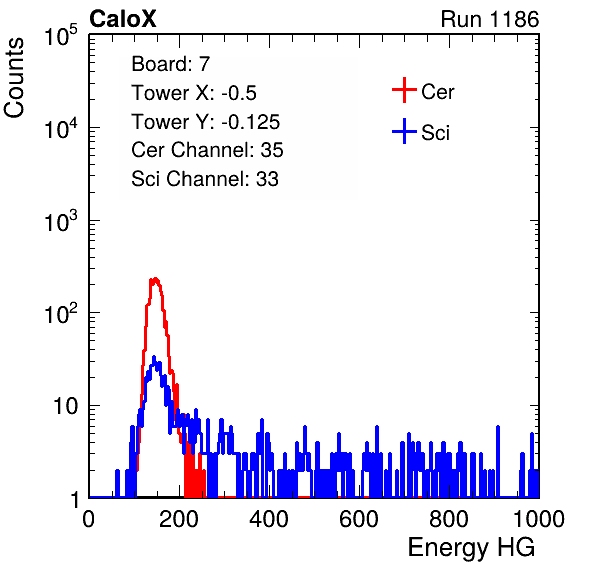 CaloX Run 1186
Counts
Board: 7
Tower X: -0.5
Tower Y: -0.125
Cer Channel: 35
Sci Channel: 33
Cer
Sci
10^5
10^4
10^3
10^2
10
1
0 200 400 600 800 1000
Energy HG